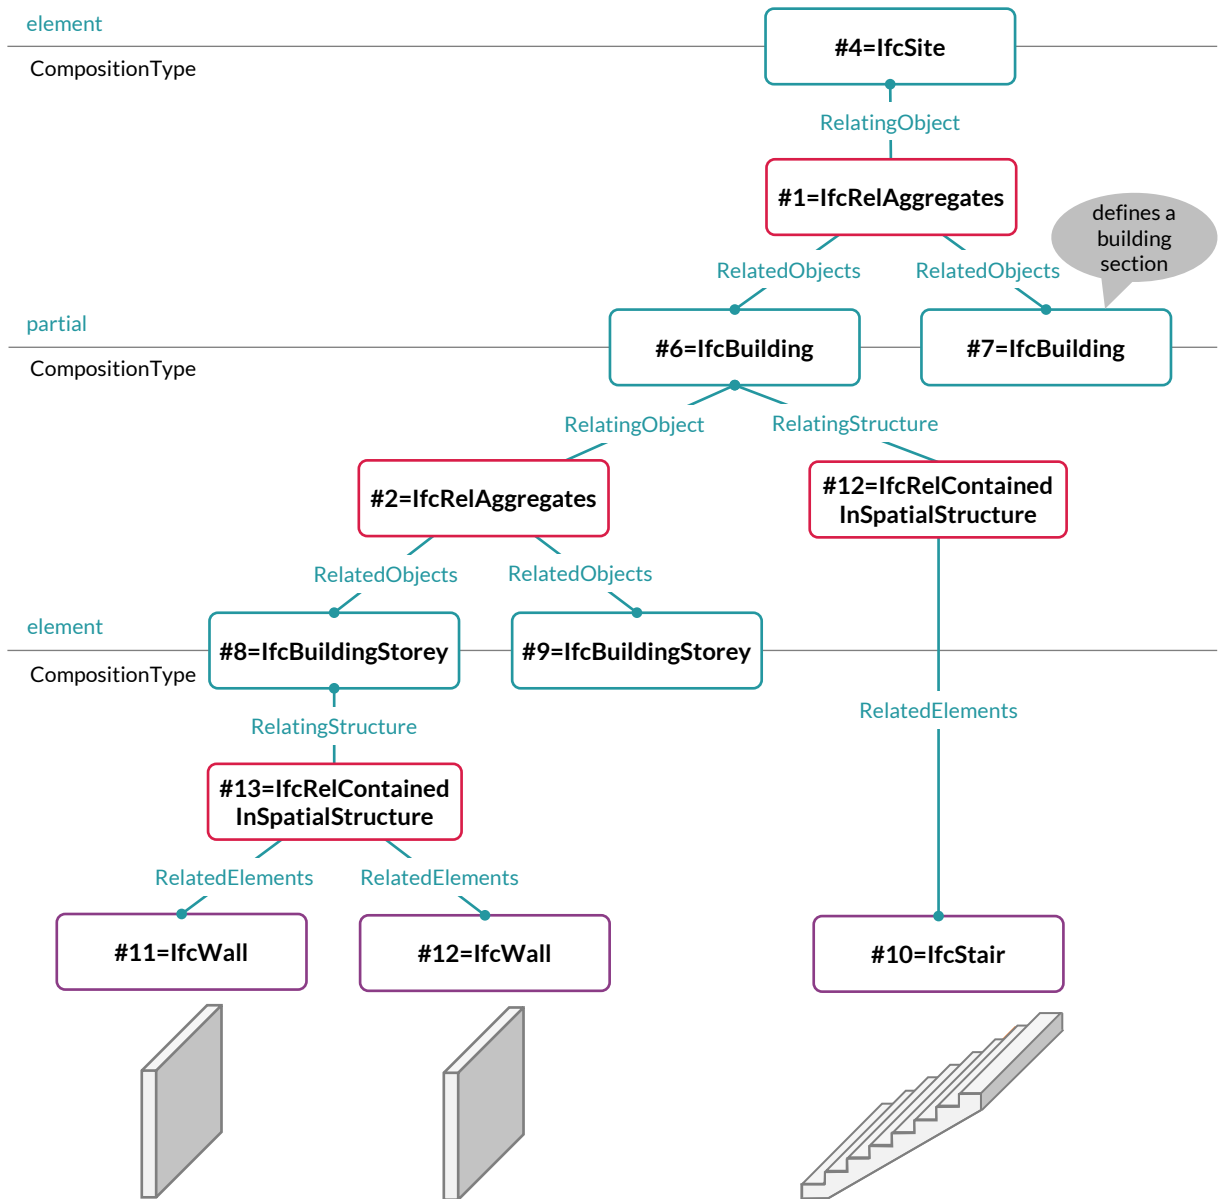 element
#4=IfcSite
CompositionType
RelatingObject
#1=IfcRelAggregates
defines a
building
section
RelatedObjects
RelatedObjects
partial
#6=IfcBuilding
#7=IfcBuilding
CompositionType
RelatingObject
RelatingStructure
#2=IfcRelAggregates
#12=IfcRelContained
InSpatialStructure
RelatedObjects
RelatedObjects
element
#8=IfcBuildingStorey
#9=IfcBuildingStorey
CompositionType
RelatingStructure
RelatedElements
#13=IfcRelContained
InSpatialStructure
RelatedElements
RelatedElements
#11=IfcWall
#12=IfcWall
#10=IfcStair